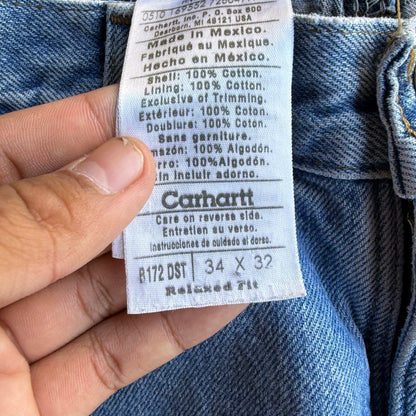 Carhartt, Inc. P.O. Box 600
Dearborn, MI 48121 USA
Made in Mexico.
Fabriqué au Mexique.
Hecho en México.
Shell: 100% Cotton.
Lining: 100% Cotton.
Exclusive of Trimming.
Extérieur: 100% Coton.
Doublure: 100% Coton.
Sans garniture.
100% Algodón.
100% Algodón.
Sin guarnición.
Carhartt
Care on reverse side.
Entretien au verso.
Instrucciones de cuidado al dorso.
B172 DST 34 X 32
Relaxed Fit